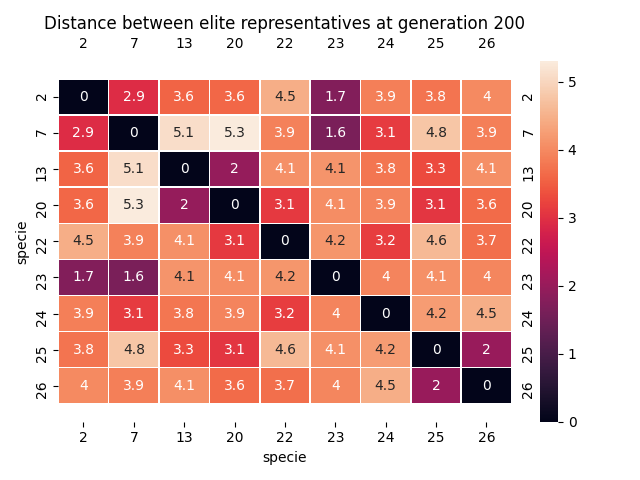 Distance between elite representatives at generation 200
2 7 13 20 22 23 24 25 26
2 0 2.9 3.6 3.6 4.5 1.7 3.9 3.8 4 2
7 2.9 0 5.1 5.3 3.9 1.6 3.1 4.8 3.9 7
13 3.6 5.1 0 2 4.1 4.1 3.8 3.3 4.1 13
20 3.6 5.3 2 0 3.1 4.1 3.9 3.1 3.6 20
22 4.5 3.9 4.1 3.1 0 4.2 3.2 4.6 3.7 22
23 1.7 1.6 4.1 4.1 4.2 0 4 4.1 4 23
24 3.9 3.1 3.8 3.9 3.2 4 0 4.2 4.5 24
25 3.8 4.8 3.3 3.1 4.6 4.1 4.2 0 2 25
26 4 3.9 4.1 3.6 3.7 4 4.5 2 0 26
2 7 13 20 22 23 24 25 26
specie
specie
5
4
3
2
1
0